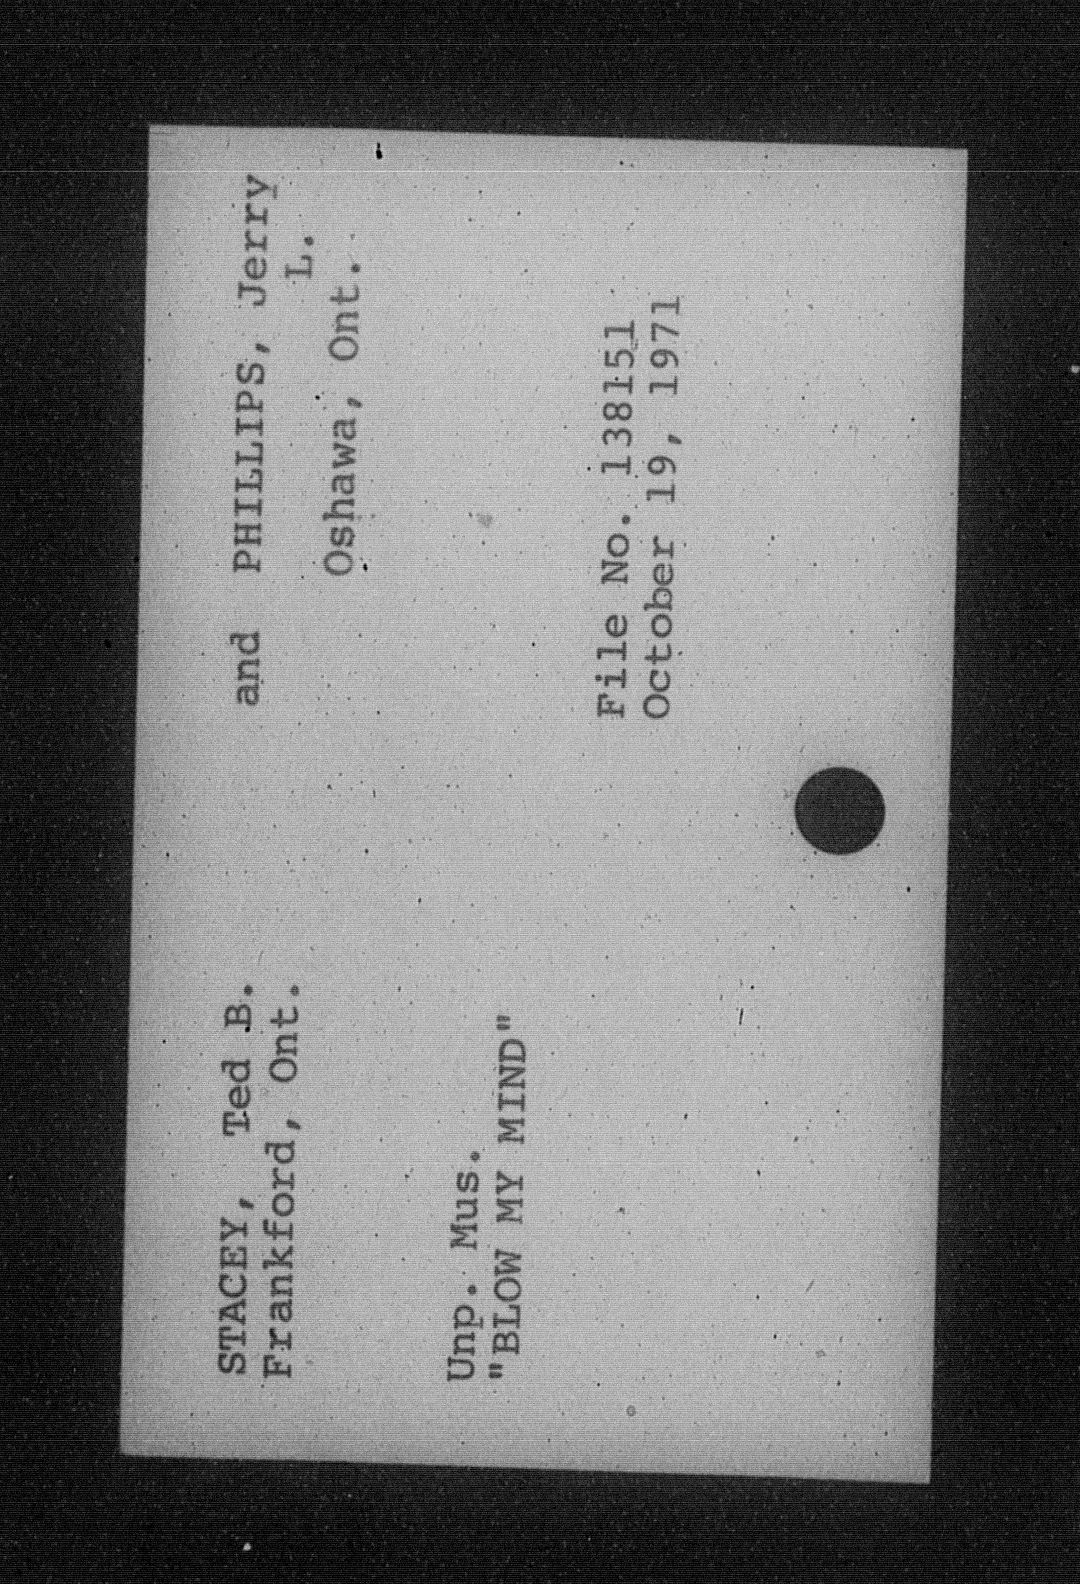 STACEY, Ted B. and PHILLIPS, Jerry
L.
Frankford, Ont.
Oshawa, Ont.
Unp. Mus.
"BLOW MY MIND"
File No. 138151
October 19, 1971